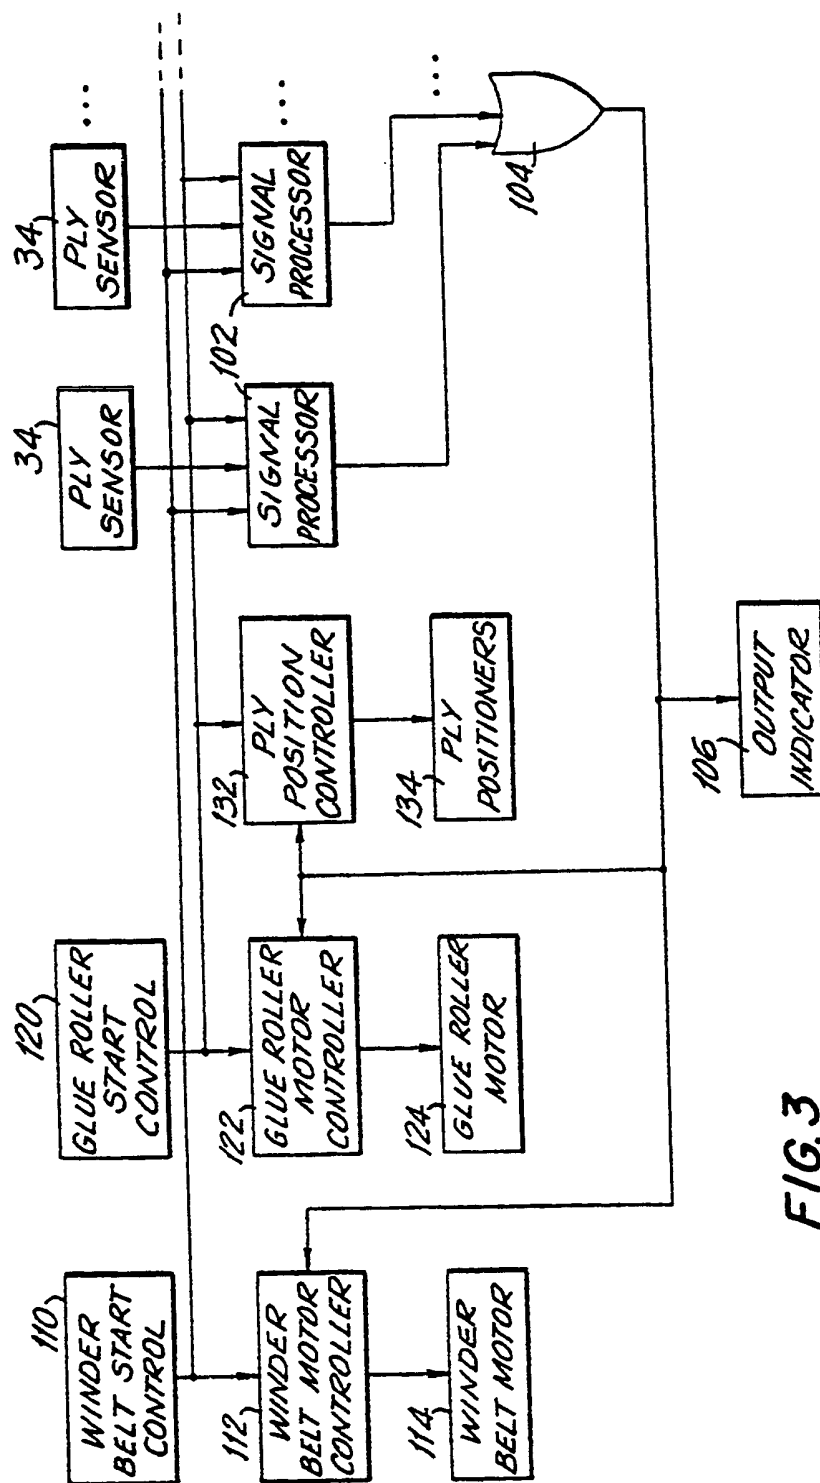 110
WINDER
BELT START
CONTROL
120
GLUE ROLLER
START
CONTROL
34
PLY
SENSOR
34
PLY
SENSOR
...
112
WINDER
BELT MOTOR
CONTROLLER
122
GLUE ROLLER
MOTOR
CONTROLLER
132
PLY
POSITION
CONTROLLER
102
SIGNAL
PROCESSOR
SIGNAL
PROCESSOR
...
114
WINDER
BELT MOTOR
124
GLUE ROLLER
MOTOR
134
PLY
POSITIONERS
...
104
106
OUTPUT
INDICATOR
FIG.3